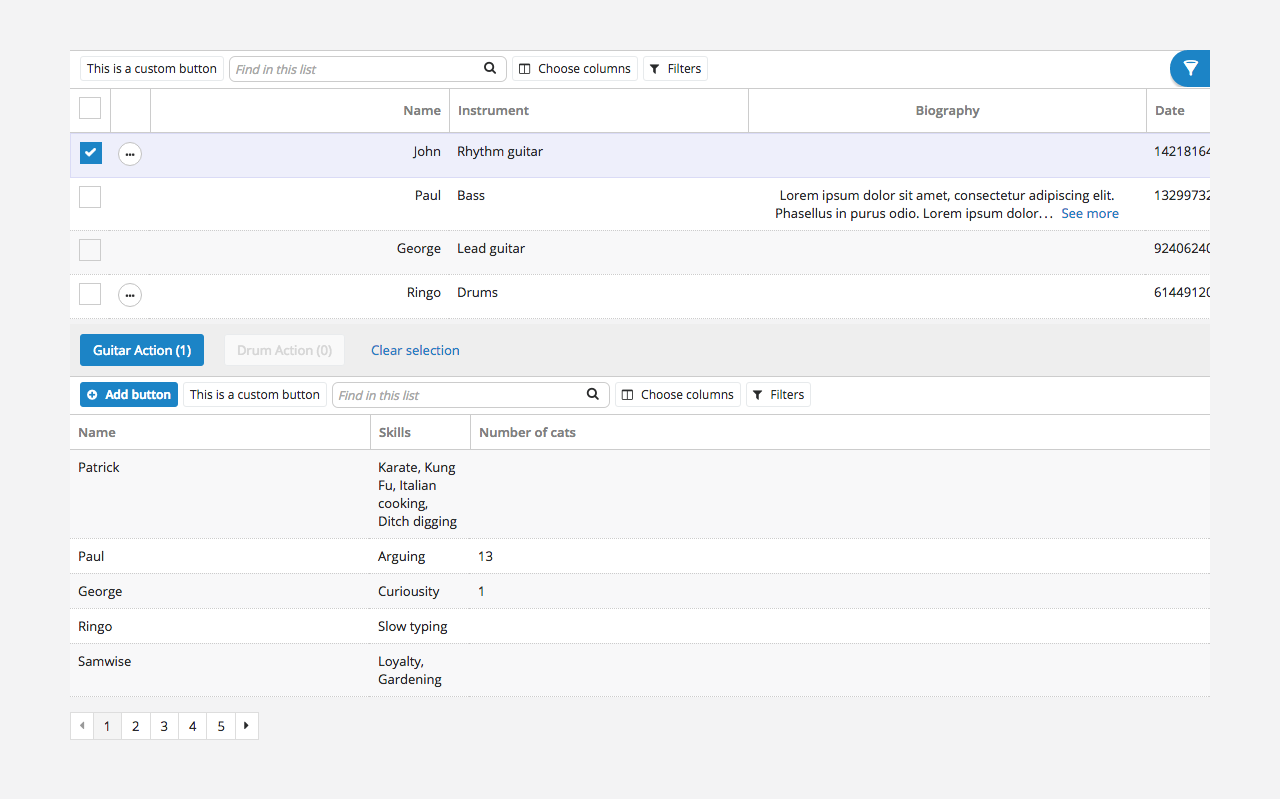 This is a custom button Find in this list Choose columns Filters
Name Instrument Biography Date
John Rhythm guitar 14218164
Paul Bass Lorem ipsum dolor sit amet, consectetur adipiscing elit. 13299732
Phasellus in purus odio. Lorem ipsum dolor... See more
George Lead guitar 92406240
Ringo Drums 61449120
Guitar Action (1) Drum Action (0) Clear selection
Add button This is a custom button Find in this list Choose columns Filters
Name Skills Number of cats
Patrick Karate, Kung
Fu, Italian
cooking,
Ditch digging
Paul Arguing 13
George Curiousity 1
Ringo Slow typing
Samwise Loyalty,
Gardening
1 2 3 4 5